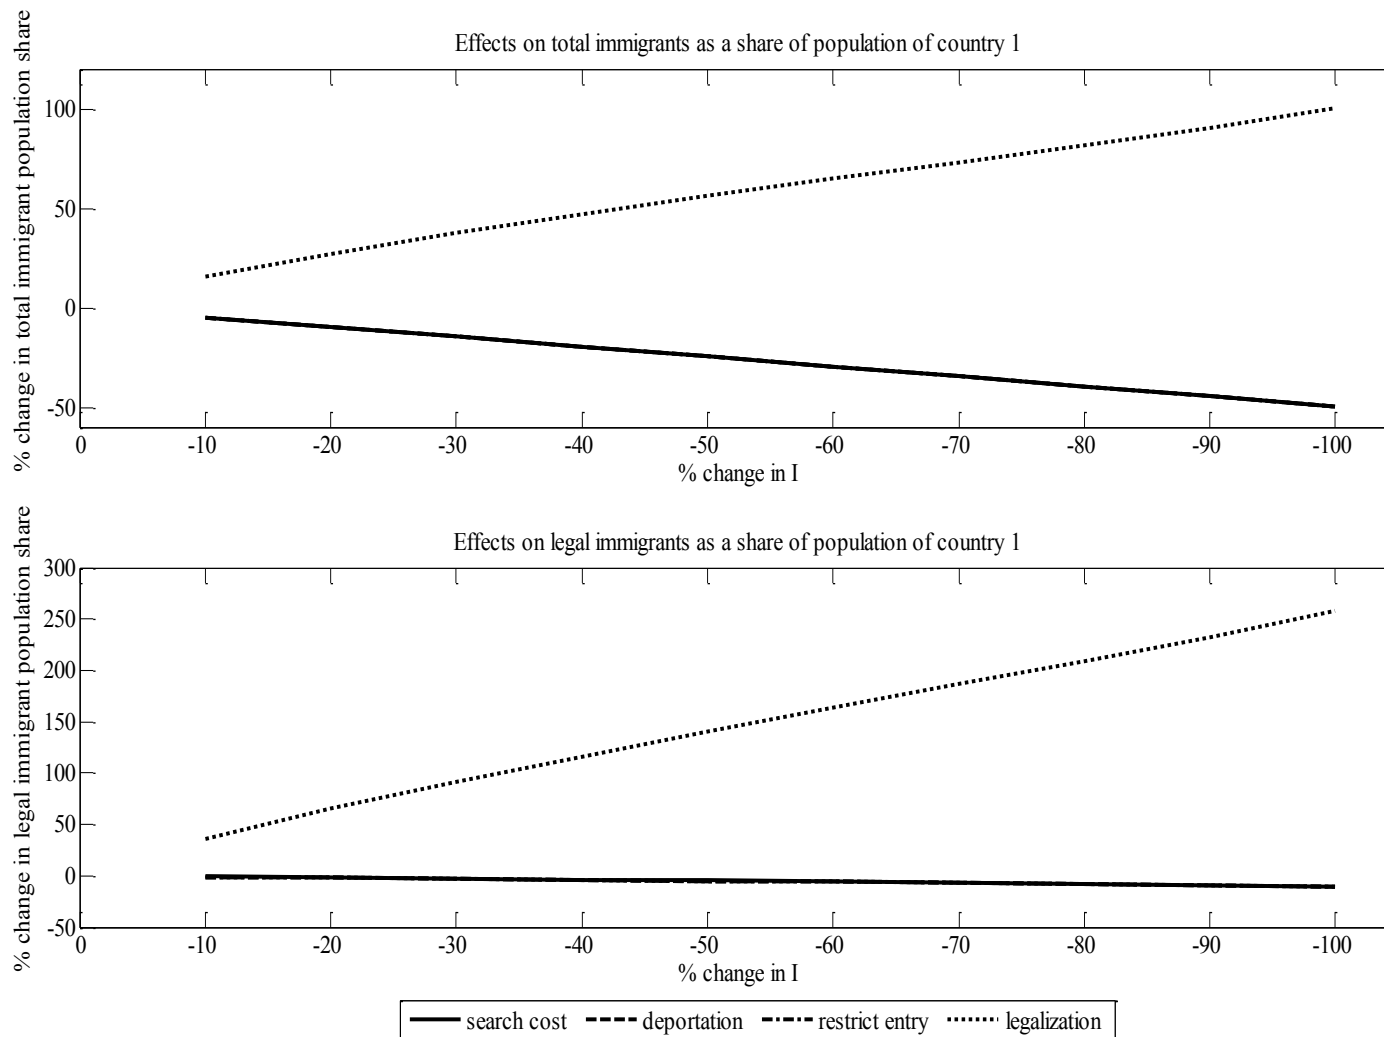 Effects on total immigrants as a share of population of country 1
% change in total immigrant population share
100
50
0
-50
0 -10 -20 -30 -40 -50 -60 -70 -80 -90 -100
% change in I
Effects on legal immigrants as a share of population of country 1
% change in legal immigrant population share
300
250
200
150
100
50
0
-50
0 -10 -20 -30 -40 -50 -60 -70 -80 -90 -100
% change in I
search cost deportation restrict entry legalization